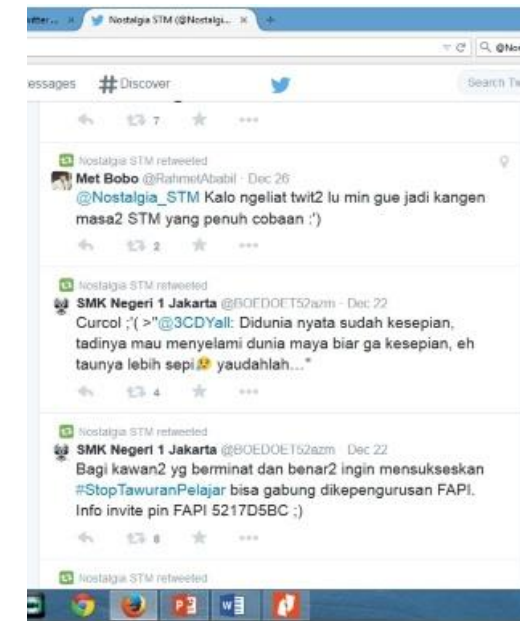 Nostalgia STM (@Nostalgi...
essages # Discover
Search Tw
7
Nostalgia STM retweeted
Met Bobo @RahmetAbabil · Dec 26
@Nostalgia_STM Kalo ngeliat twit2 lu min gue jadi kangen
masa2 STM yang penuh cobaan :')
2
Nostalgia STM retweeted
SMK Negeri 1 Jakarta @BOEDOET52azm · Dec 22
Curcol ;'( >"@3CDYall: Didunia nyata sudah kesepian,
tadinya mau menyelami dunia maya biar ga kesepian, eh
taunya lebih sepi😢 yaudahlah..."
4
Nostalgia STM retweeted
SMK Negeri 1 Jakarta @BOEDOET52azm · Dec 22
Bagi kawan2 yg berminat dan benar2 ingin mensukseskan
#StopTawuranPelajar bisa gabung dikepengurusan FAPI.
Info invite pin FAPI 5217D5BC ;)
8
Nostalgia STM retweeted